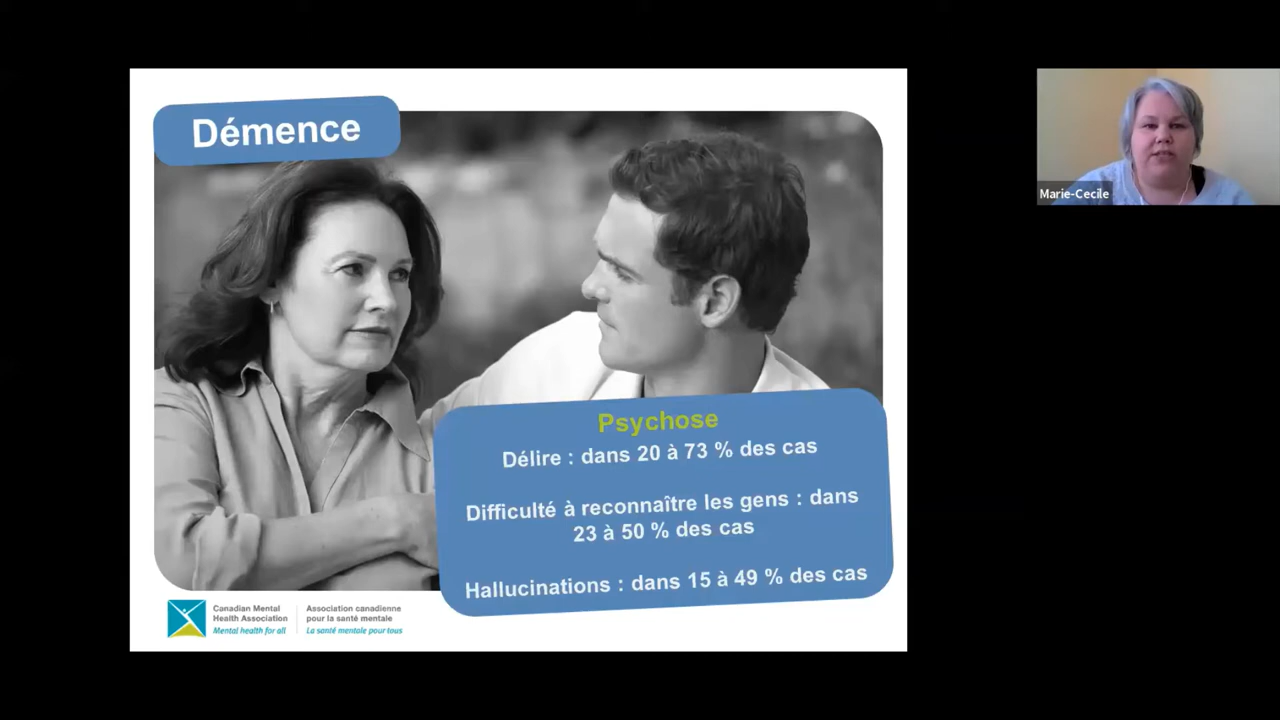 Démence
Marie-Cecile
Psychose
Délire : dans 20 à 73 % des cas
Difficulté à reconnaître les gens : dans
23 à 50 % des cas
Hallucinations : dans 15 à 49 % des cas
Canadian Mental
Health Association
Mental health for all
Association canadienne
pour la santé mentale
La santé mentale pour tous